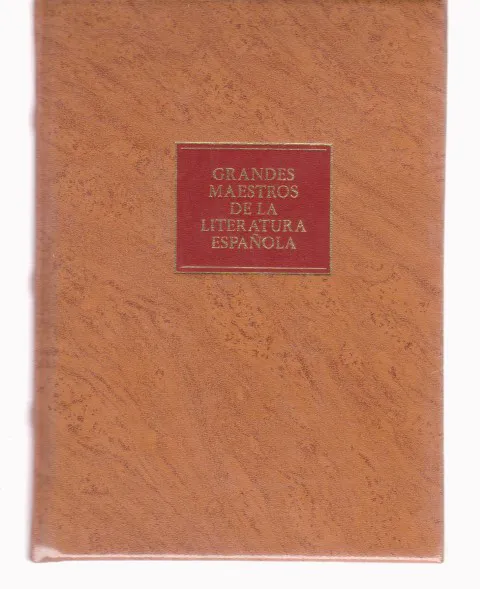 GRANDES
MAESTROS
DE LA
LITERATURA
ESPAÑOLA